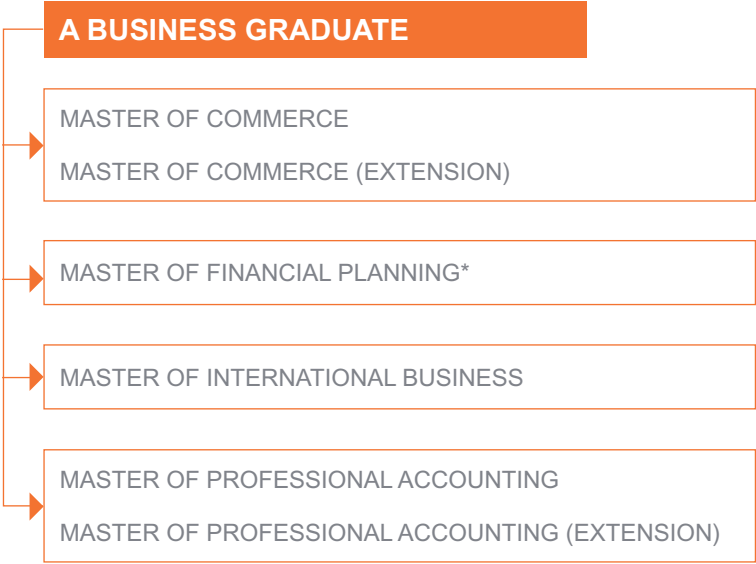 A BUSINESS GRADUATE
MASTER OF COMMERCE
MASTER OF COMMERCE (EXTENSION)
MASTER OF FINANCIAL PLANNING*
MASTER OF INTERNATIONAL BUSINESS
MASTER OF PROFESSIONAL ACCOUNTING
MASTER OF PROFESSIONAL ACCOUNTING (EXTENSION)